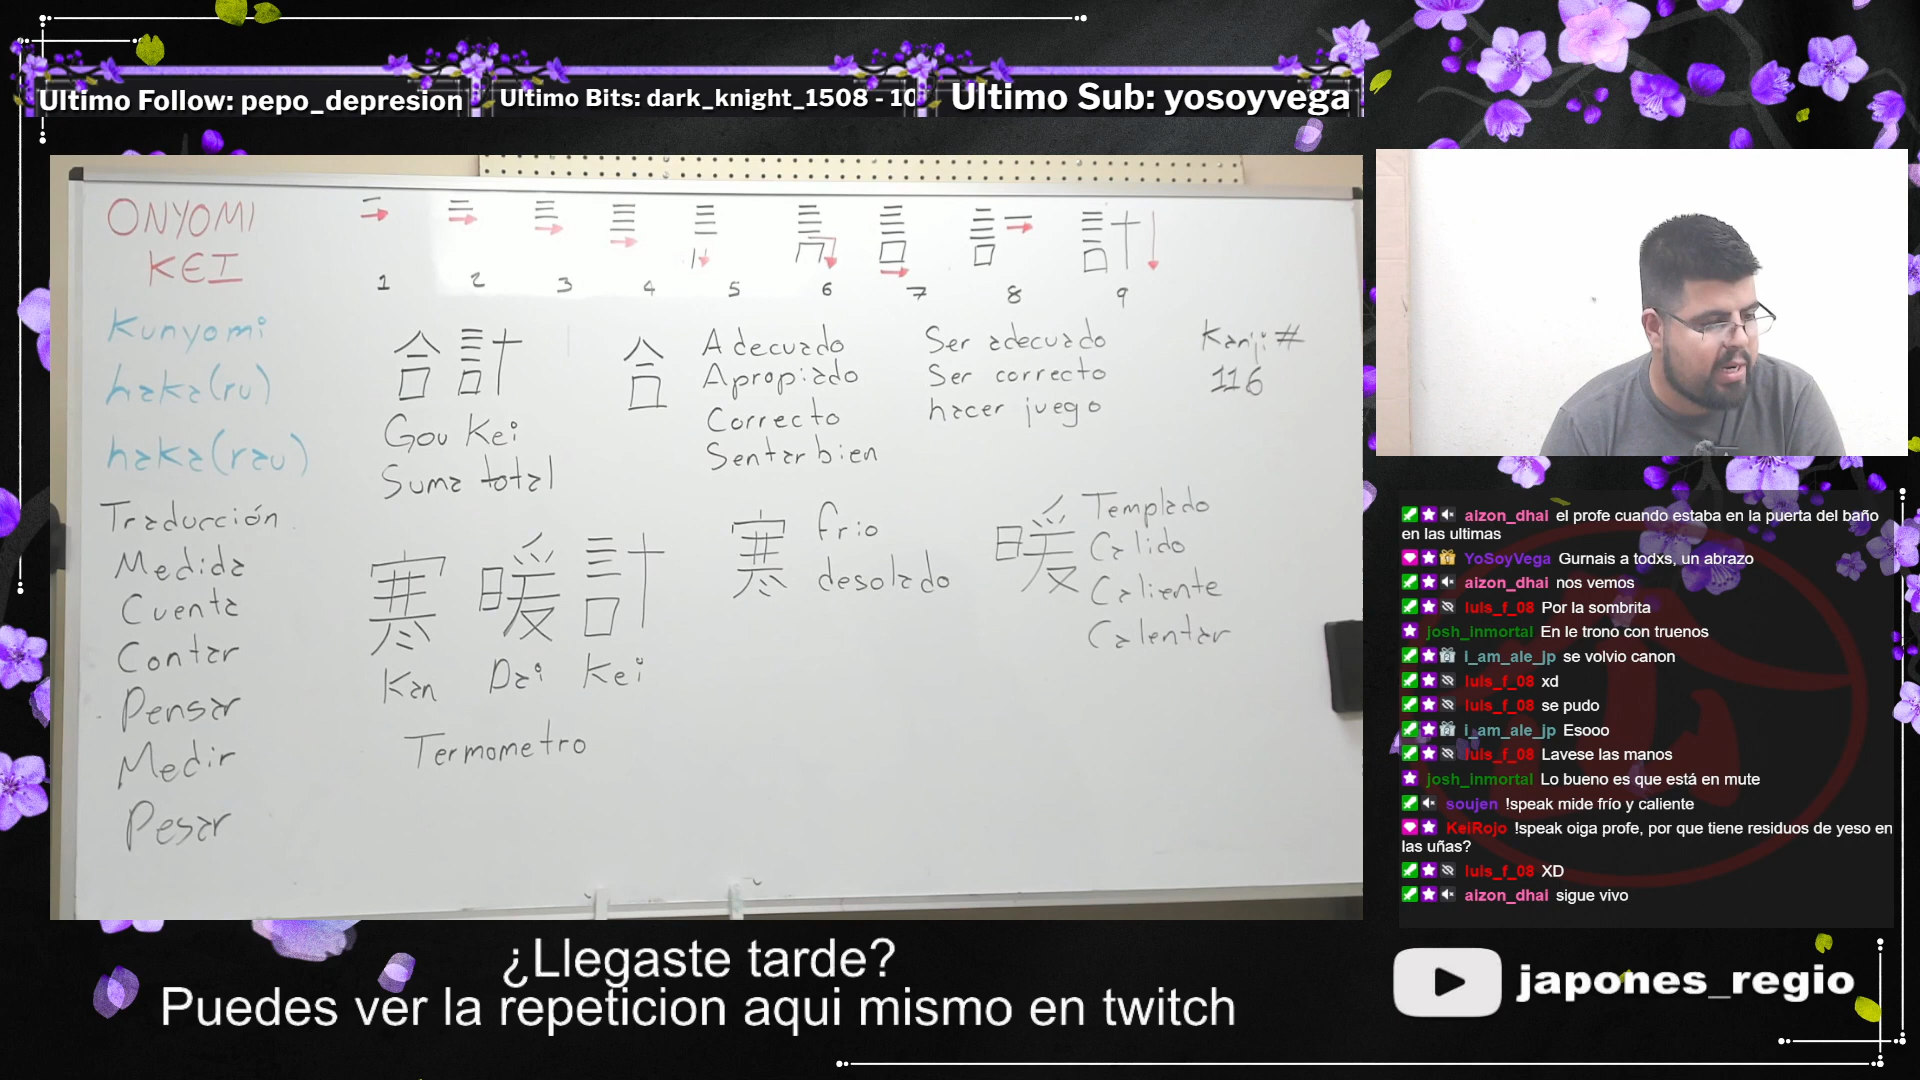 Ultimo Follow: pepo_depresion
Ultimo Bits: dark_knight_1508 - 10
Ultimo Sub: yosoyvega
ONYOMI
KEI
Kunyomi
haka(ru)
haka(rau)
Traducción
Medida
Cuenta
Contar
Pensar
Medir
Pesar
1 2 3 4 5 6 7 8 9
言 計
合計
Gou Kei
Suma total
合
Adecuado
Apropiado
Correcto
Sentar bien
Ser adecuado
Ser correcto
hacer juego
Kanji #
116
寒暖計
Kan Dai Kei
Termometro
寒
frio
desolado
暖
Templado
Calido
Caliente
Calentar
aizon_dhai el profe cuando estaba en la puerta del baño
en las ultimas
YoSoyVega Gurnais a todxs, un abrazo
aizon_dhai nos vemos
luis_f_08 Por la sombrita
josh_inmortal En le trono con truenos
i_am_ale_jp se volvio canon
luis_f_08 xd
luis_f_08 se pudo
i_am_ale_jp Esooo
luis_f_08 Lavese las manos
josh_inmortal Lo bueno es que está en mute
soujen !speak mide frío y caliente
KeiRojo !speak oiga profe, por que tiene residuos de yeso en
las uñas?
luis_f_08 XD
aizon_dhai sigue vivo
¿Llegaste tarde?
Puedes ver la repeticion aqui mismo en twitch
japones_regio